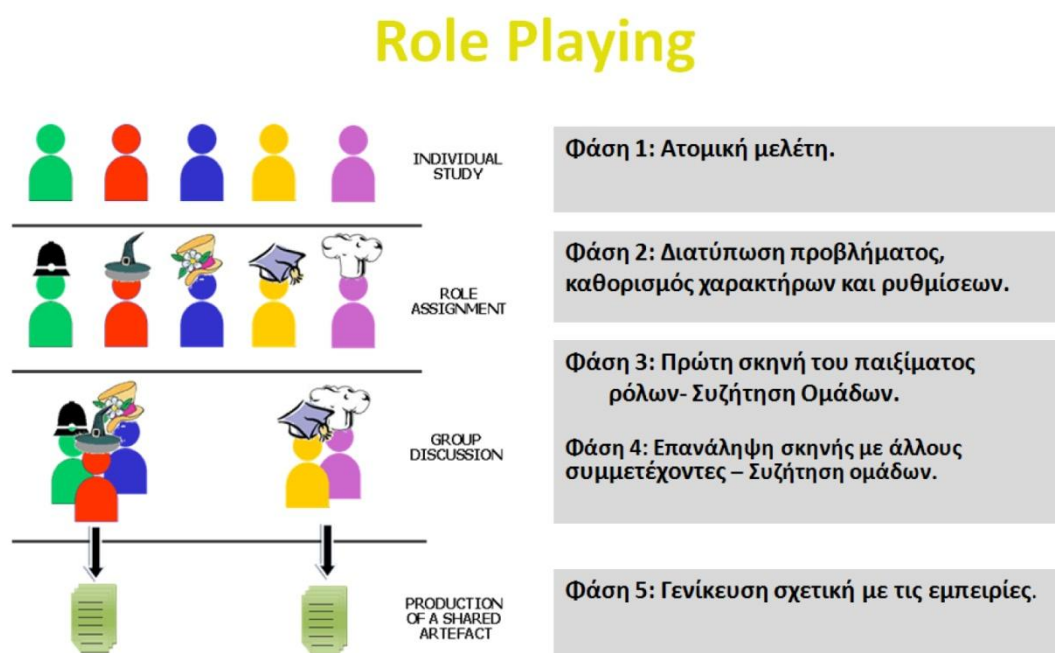 Role Playing
INDIVIDUAL
STUDY
Φάση 1: Ατομική μελέτη.
ROLE
ASSIGNMENT
Φάση 2: Διατύπωση προβλήματος,
καθορισμός χαρακτήρων και ρυθμίσεων.
GROUP
DISCUSSION
Φάση 3: Πρώτη σκηνή του παιξίματος
ρόλων- Συζήτηση Ομάδων.
Φάση 4: Επανάληψη σκηνής με άλλους
συμμετέχοντες – Συζήτηση ομάδων.
PRODUCTION
OF A SHARED
ARTEFACT
Φάση 5: Γενίκευση σχετική με τις εμπειρίες.